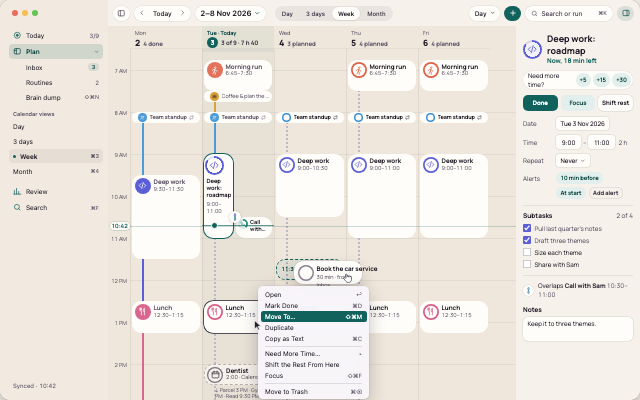 Today
3/9
Plan
Inbox
3
Routines
2
Brain dump
⇧⌘N
Calendar views
Day
3 days
Week
⌘3
Month
⌘4
Review
Search
⌘F
Synced · 10:42
Today
2–8 Nov 2026
Day
3 days
Week
Month
Day
Search or run
⌘K
Mon
2 4 done
Tue · Today
3 3 of 9 · 7 h 40
Wed
4 3 planned
Thu
5 4 planned
Fri
6 4 planned
7 AM
8 AM
9 AM
10 AM
10:42
11 AM
12 PM
1 PM
2 PM
Team standup
Deep work
9:30–11:30
Lunch
12:30–1:15
Morning run
6:45–7:30
Coffee & plan the ...
Team standup
Deep work: roadmap
9:00–11:00
Call with...
Lunch
12:30–1:15
Dentist
Team standup
Deep work
9:00–10:30
Book the car service
30 min
Morning run
6:45–7:30
Team standup
Deep work
9:00–11:00
Lunch
12:30–1:15
Morning run
6:45–7:30
Team standup
Deep work
9:00–11:00
Lunch
12:30–1:15
Open
Mark Done
⌘D
Move To...
⇧⌘M
Duplicate
Copy as Text
⌘C
Need More Time...
Shift the Rest From Here
Focus
⇧⌘F
Move to Trash
Deep work:
roadmap
Now, 18 min left
Need more
time?
+5
+15
+30
Done
Focus
Shift rest
Date
Tue 3 Nov 2026
Time
9:00 – 11:00 2 h
Repeat
Never
Alerts
10 min before
At start
Add alert
Subtasks
2 of 4
Pull last quarter's notes
Draft three themes
Size each theme
Share with Sam
Overlaps Call with Sam 10:30–
11:00
Notes
Keep it to three themes.